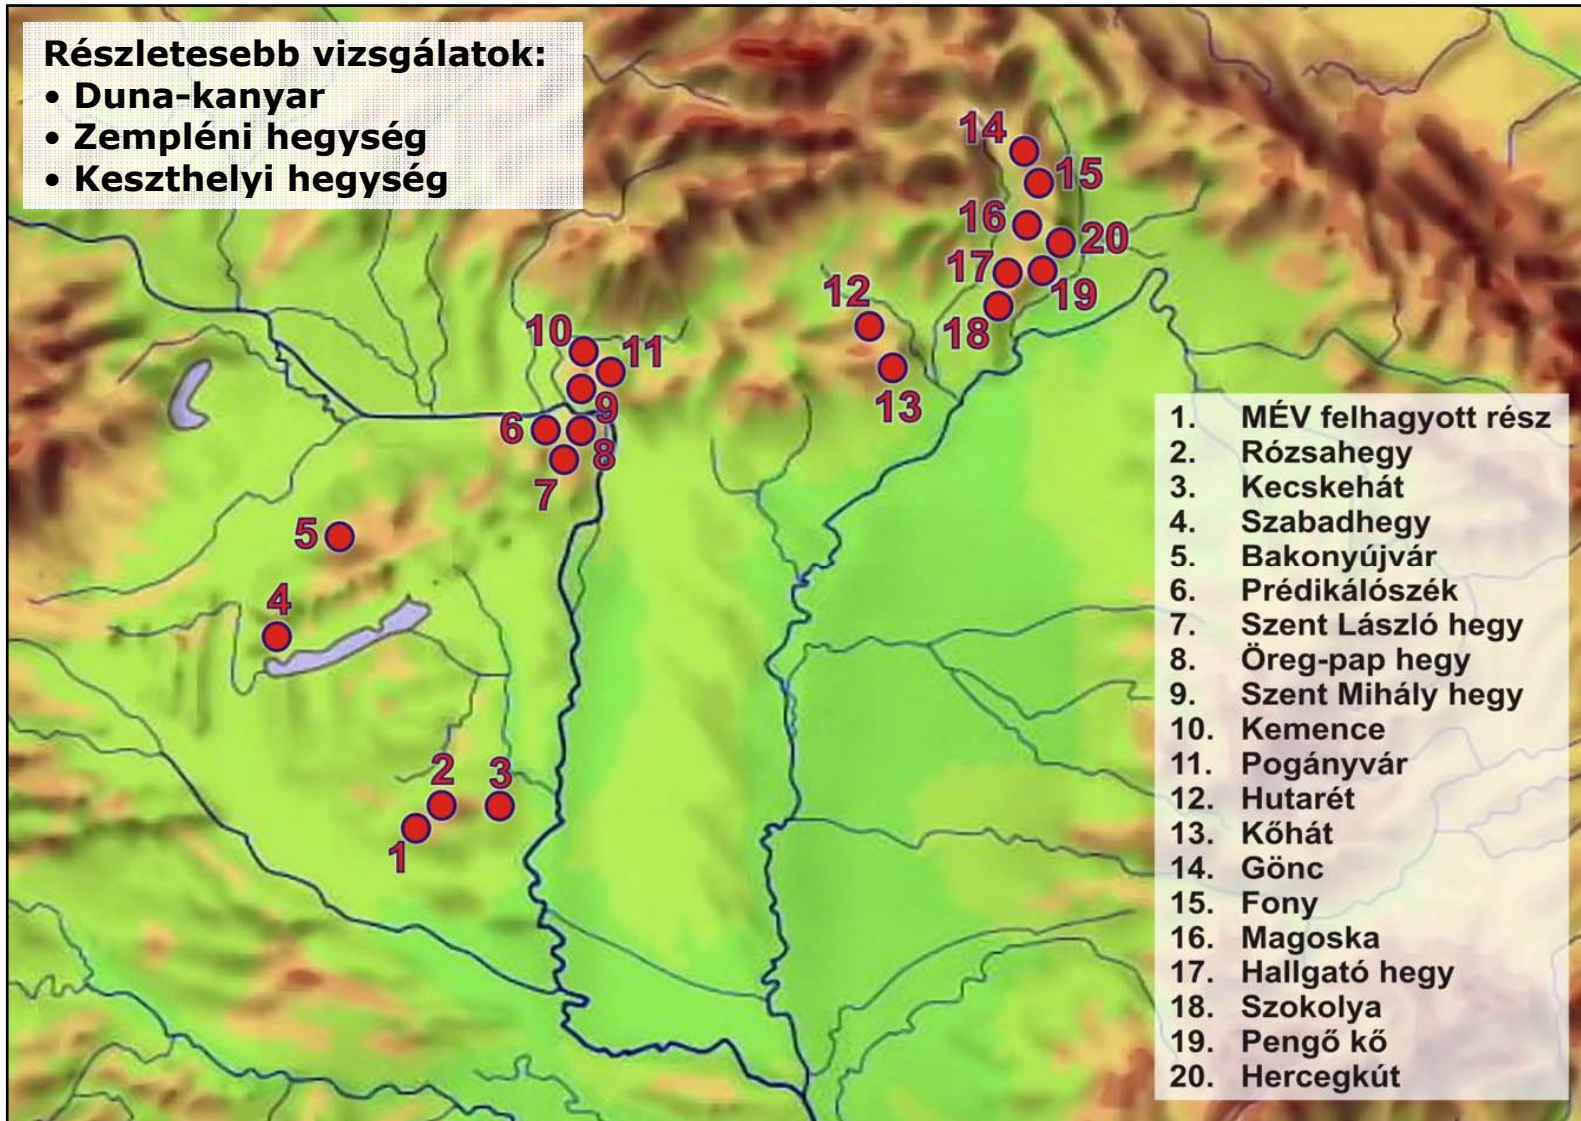 Részletesebb vizsgálatok:
• Duna-kanyar
• Zempléni hegység
• Keszthelyi hegység
14
15
16
20
17
19
12
18
10
11
13
9
6
8
7
5
4
2
3
1
1. MÉV felhagyott rész
2. Rózsahegy
3. Kecskehát
4. Szabadhegy
5. Bakonyújvár
6. Prédikálószék
7. Szent László hegy
8. Öreg-pap hegy
9. Szent Mihály hegy
10. Kemence
11. Pogányvár
12. Hutarét
13. Kőhát
14. Gönc
15. Fony
16. Magoska
17. Hallgató hegy
18. Szokolya
19. Pengő kő
20. Hercegkút